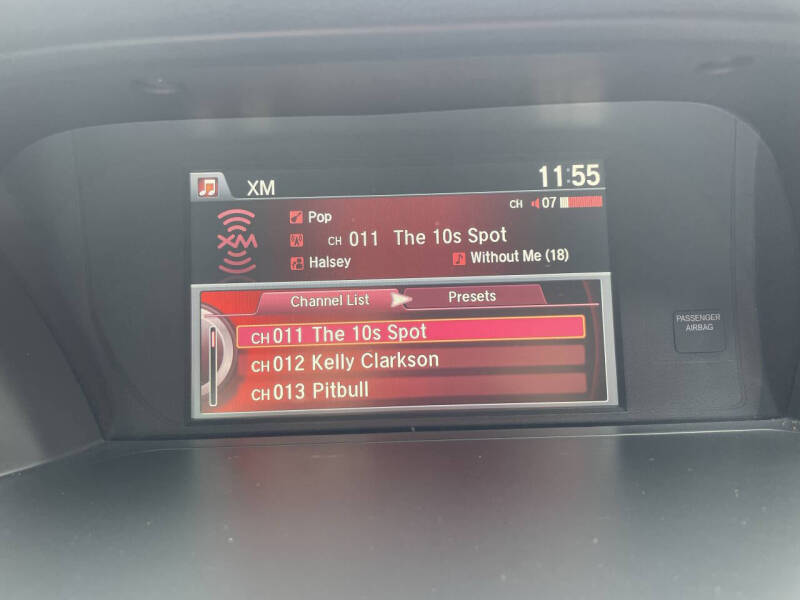 XM 11:55
CH 07
Pop
XM
CH 011 The 10s Spot
Halsey Without Me (18)
Channel List Presets
CH 011 The 10s Spot
CH 012 Kelly Clarkson
CH 013 Pitbull
PASSENGER
AIRBAG